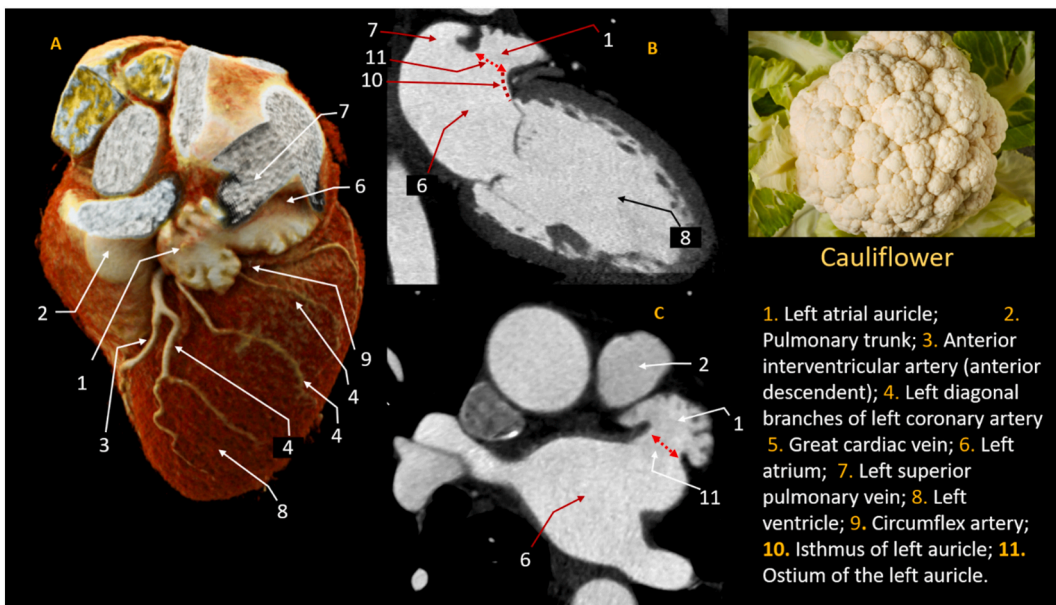 A
7
6
2
1
3
4
8
4
4
9
7
1
B
11
10
6
8
C
2
1
11
6
Cauliflower
1. Left atrial auricle; 2.
Pulmonary trunk; 3. Anterior
interventricular artery (anterior
descendent); 4. Left diagonal
branches of left coronary artery
5. Great cardiac vein; 6. Left
atrium; 7. Left superior
pulmonary vein; 8. Left
ventricle; 9. Circumflex artery;
10. Isthmus of left auricle; 11.
Ostium of the left auricle.